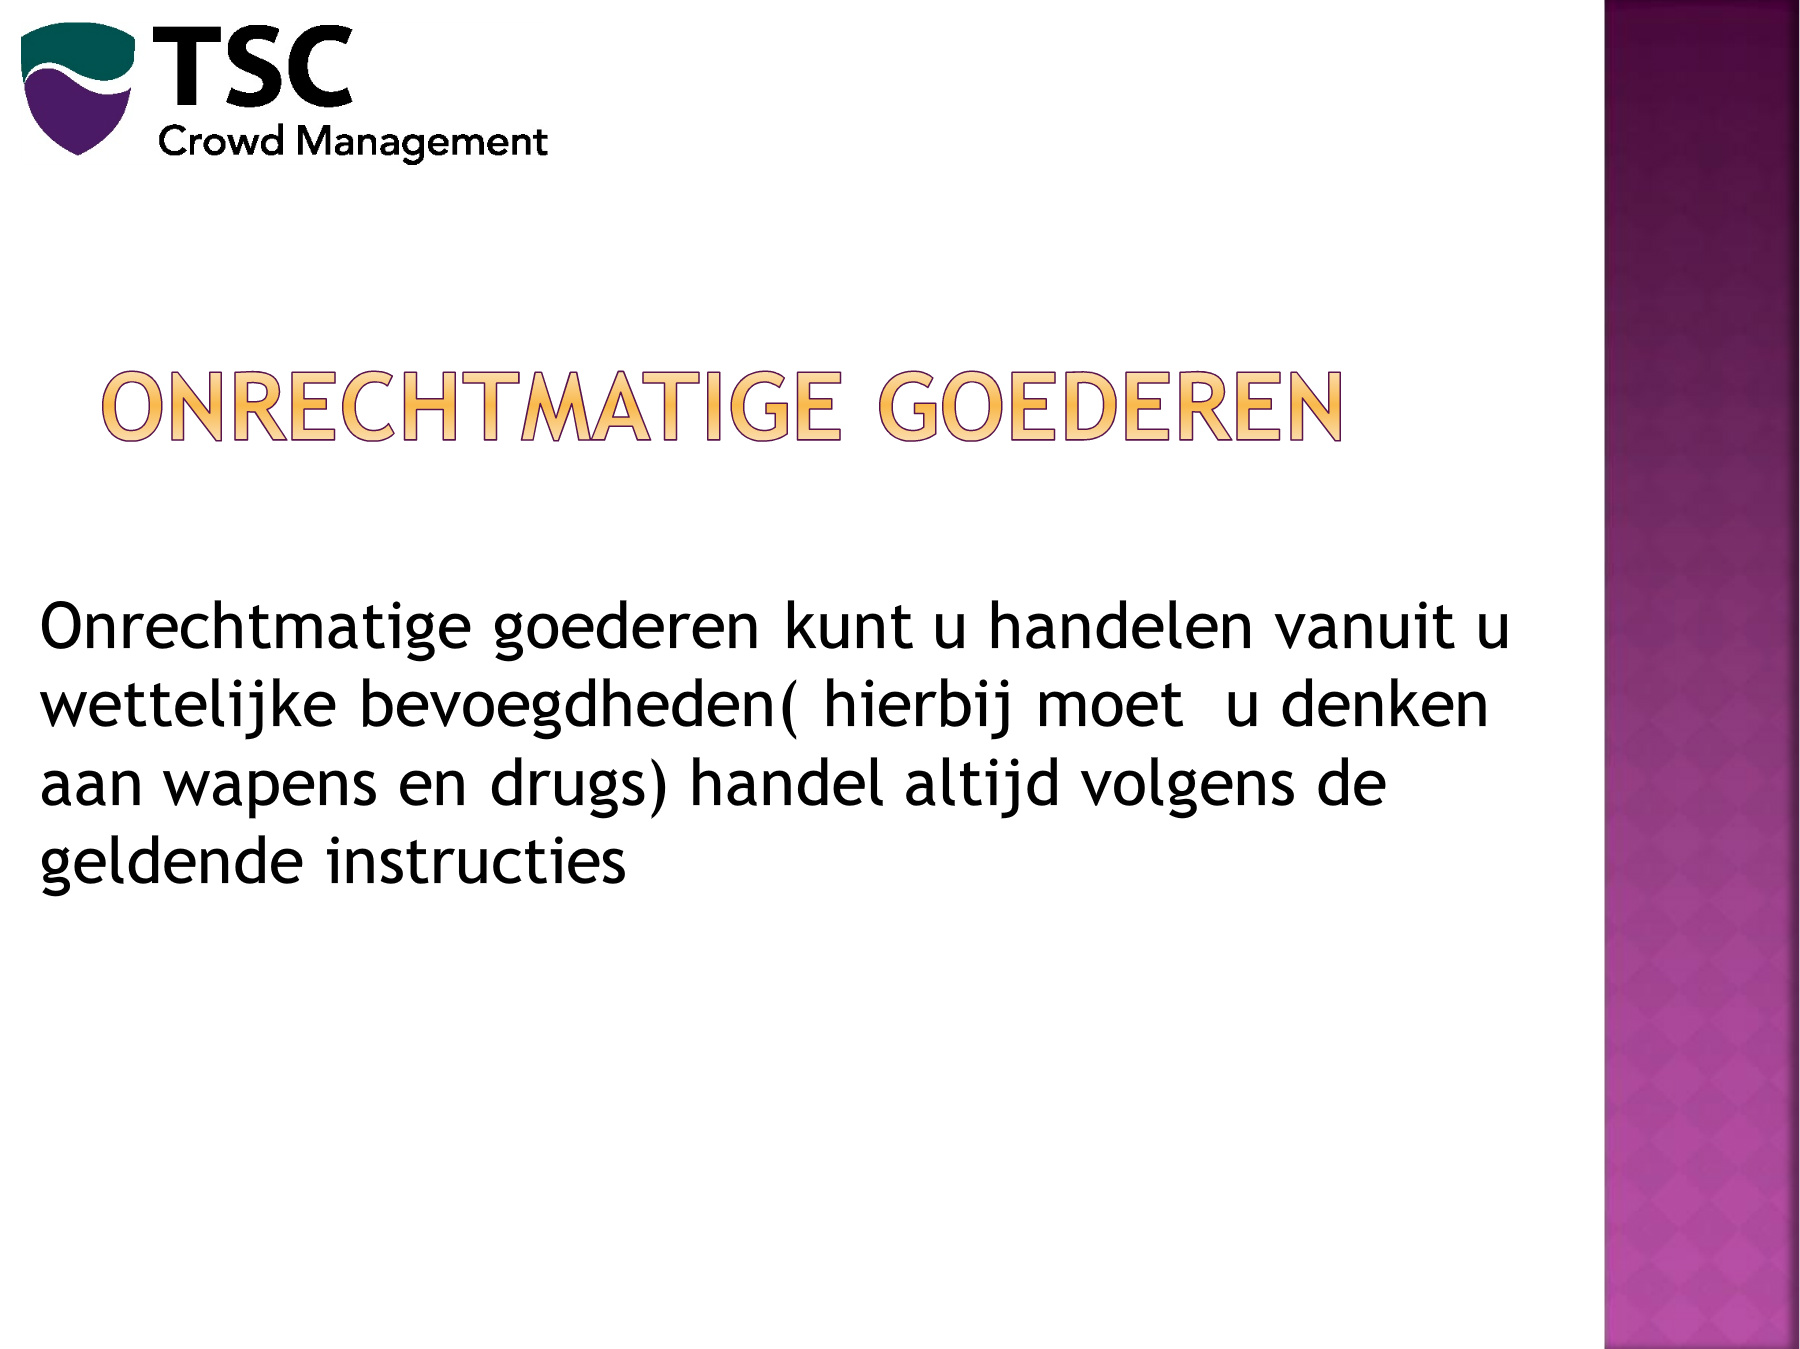 TSC
Crowd Management
ONRECHTMATIGE GOEDEREN
Onrechtmatige goederen kunt u handelen vanuit u
wettelijke bevoegdheden( hierbij moet  u denken
aan wapens en drugs) handel altijd volgens de
geldende instructies